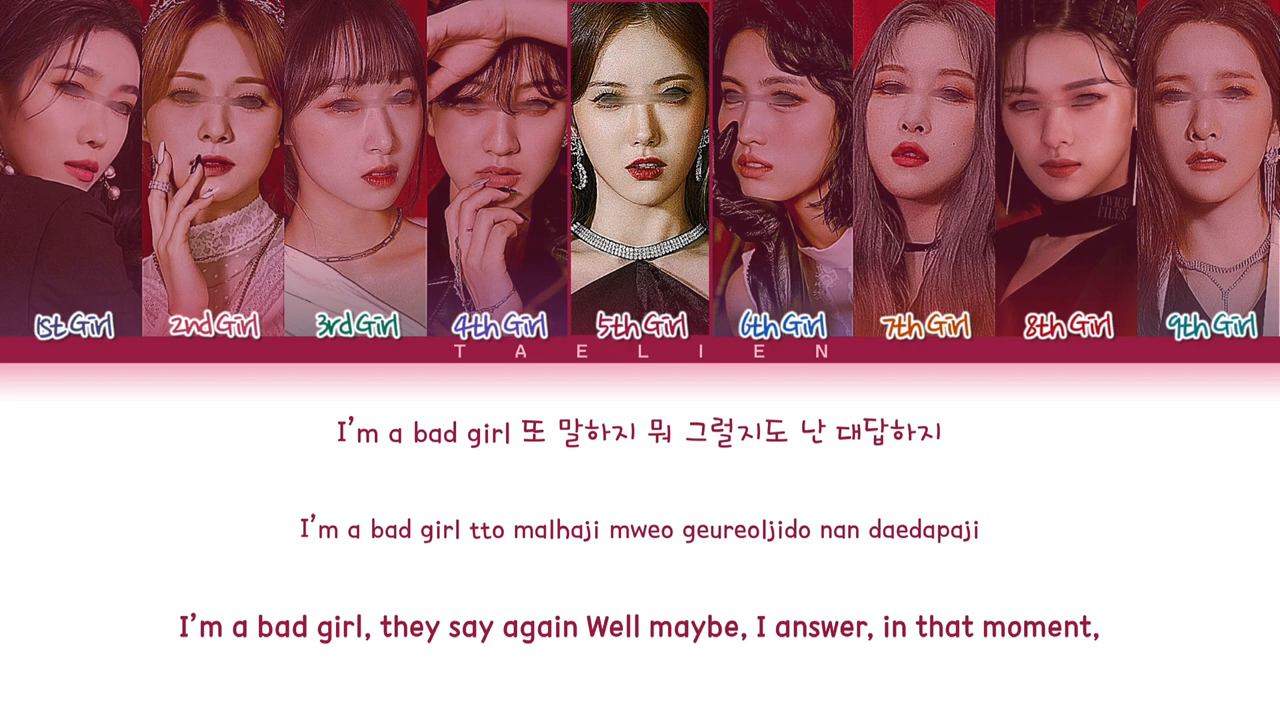 TWICE
FILES
1st Girl 2nd Girl 3rd Girl 4th Girl 5th Girl 6th Girl 7th Girl 8th Girl 9th Girl
T A E L I E N
I'm a bad girl 또 말하지 뭐 그럴지도 난 대답하지
I'm a bad girl tto malhaji mweo geureoljido nan daedapaji
I'm a bad girl, they say again Well maybe, I answer, in that moment,